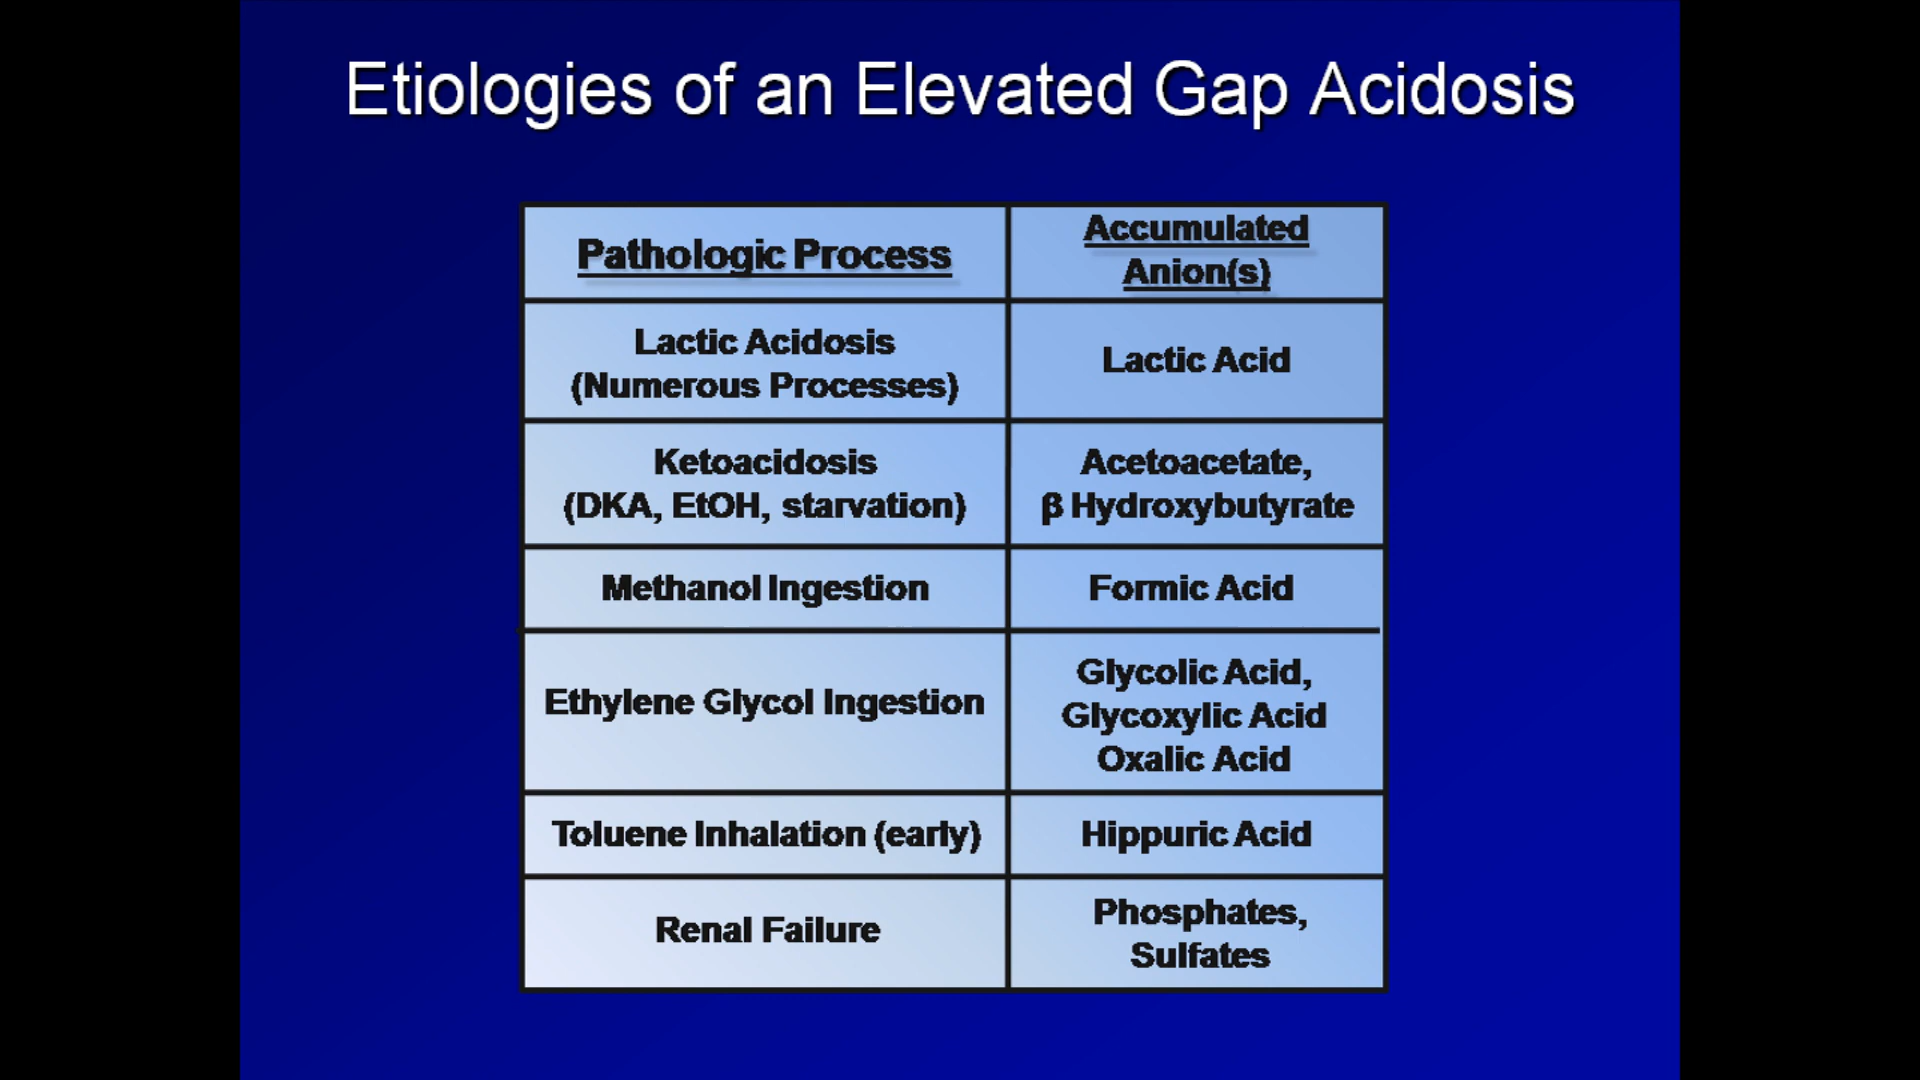 Etiologies of an Elevated Gap Acidosis
Pathologic Process
Accumulated
Anion(s)
Lactic Acidosis
(Numerous Processes)
Lactic Acid
Ketoacidosis
(DKA, EtOH, starvation)
Acetoacetate,
β Hydroxybutyrate
Methanol Ingestion
Formic Acid
Ethylene Glycol Ingestion
Glycolic Acid,
Glycoxylic Acid
Oxalic Acid
Toluene Inhalation (early)
Hippuric Acid
Renal Failure
Phosphates,
Sulfates